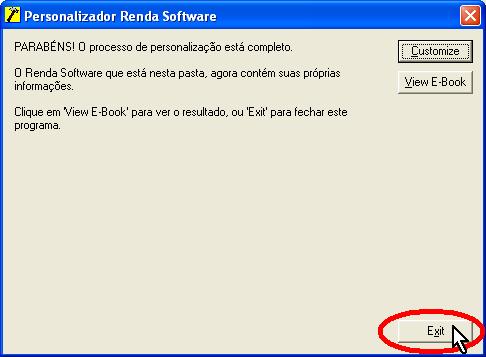 Personalizador Renda Software
PARABÉNS! O processo de personalização está completo.
Customize
O Renda Software que está nesta pasta, agora contém suas próprias
informações.
View E-Book
Clique em 'View E-Book' para ver o resultado, ou 'Exit' para fechar este
programa.
Exit